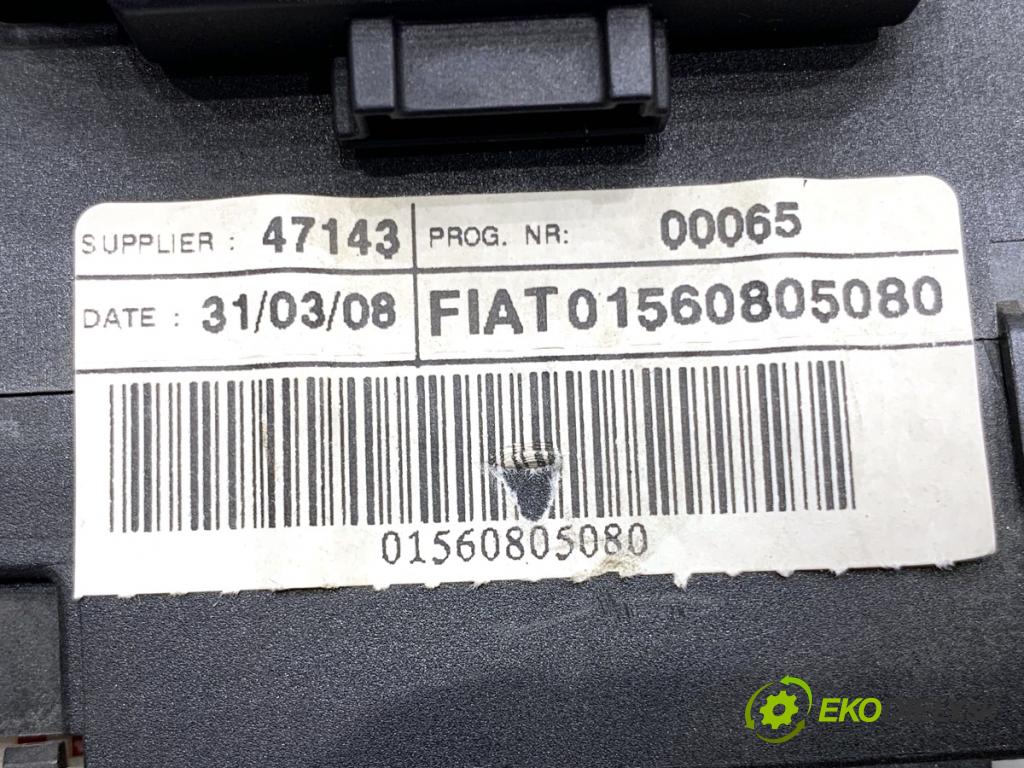 SUPPLIER : 47143 PROG. NR: 00065
DATE : 31/03/08 FIAT 01560805080
01560805080
EKO